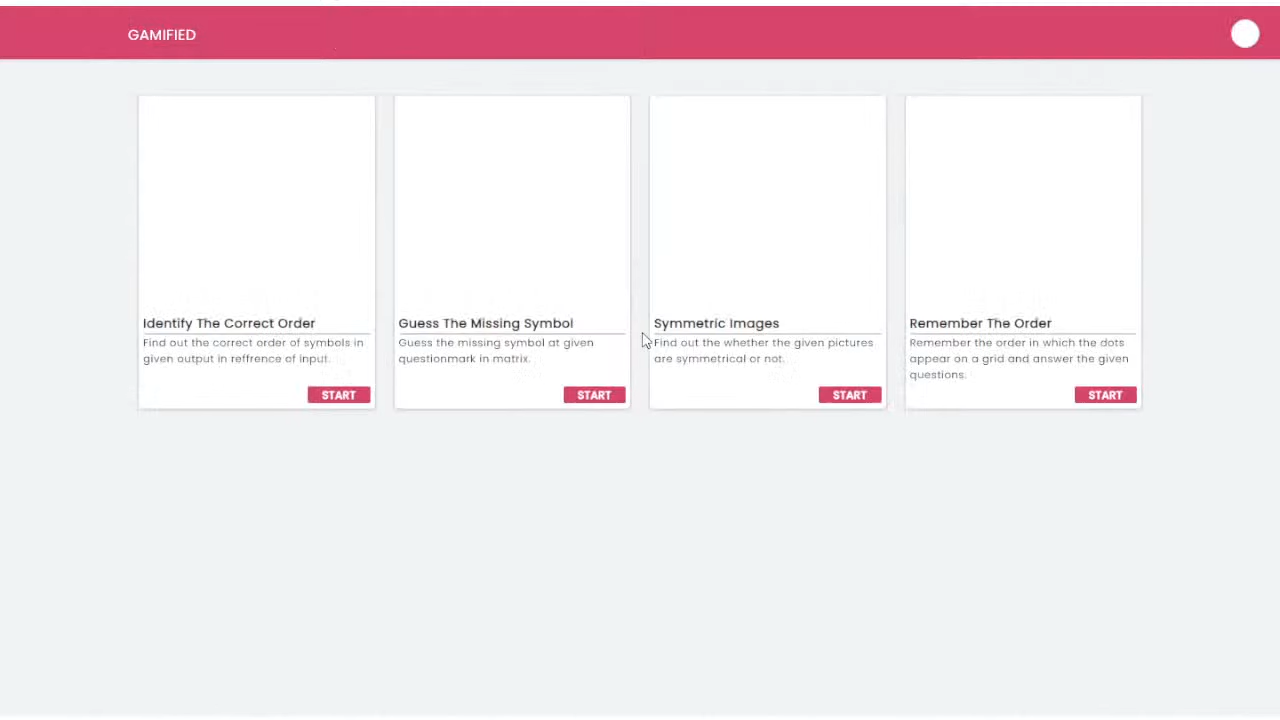 GAMIFIED
Identify The Correct Order
Find out the correct order of symbols in
given output in reffrence of input.
START
Guess The Missing Symbol
Guess the missing symbol at given
questionmark in matrix.
START
Symmetric Images
Find out the whether the given pictures
are symmetrical or not.
START
Remember The Order
Remember the order in which the dots
appear on a grid and answer the given
questions.
START